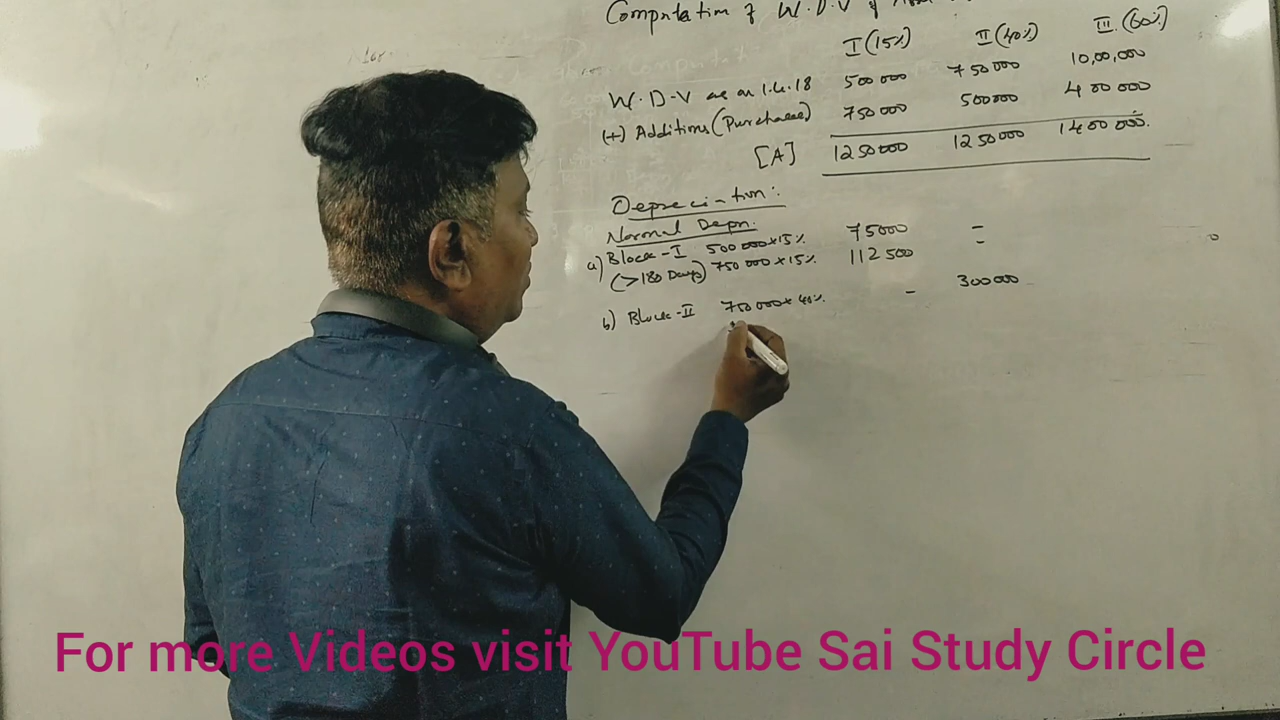 Computation of W.D.V of
I (15%) II (40%) III (60%)
W.D.V as on 1.4.18 500000 750000 10,00,000
(+) Additions (Purchases) 750000 500000 400000
[A] 1250000 1250000 1400000.
Depreciation:
Normal Depn.
a) Block-I 500000×15% 75000 =
(>180 Days) 750000×15% 112500
b) Block-II 750000×40% - 300000
For more Videos visit YouTube Sai Study Circle